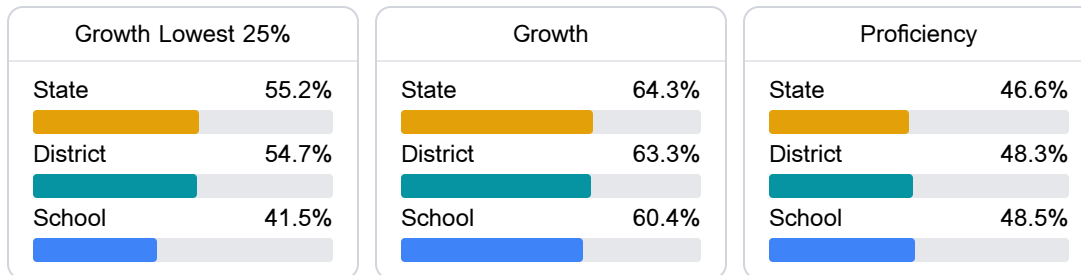 Growth Lowest 25%
State 55.2%
District 54.7%
School 41.5%
Growth
State 64.3%
District 63.3%
School 60.4%
Proficiency
State 46.6%
District 48.3%
School 48.5%